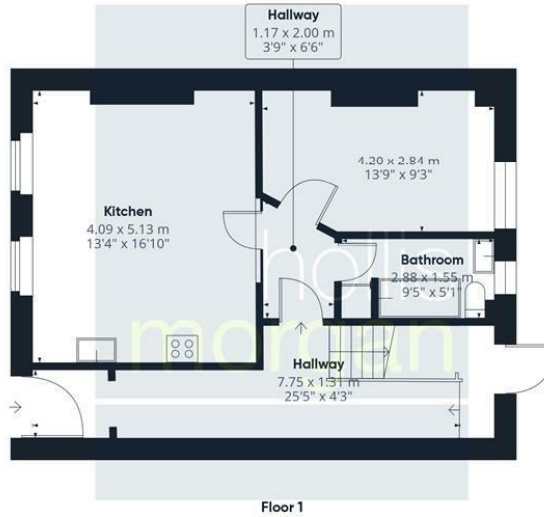 Hallway
1.17 x 2.00 m
3'9" x 6'6"
4.20 x 2.84 m
13'9" x 9'3"
Kitchen
4.09 x 5.13 m
13'4" x 16'10"
hollis
morgan
Bathroom
2.88 x 1.55 m
9'5" x 5'1"
Hallway
7.75 x 1.31 m
25'5" x 4'3"
Floor 1